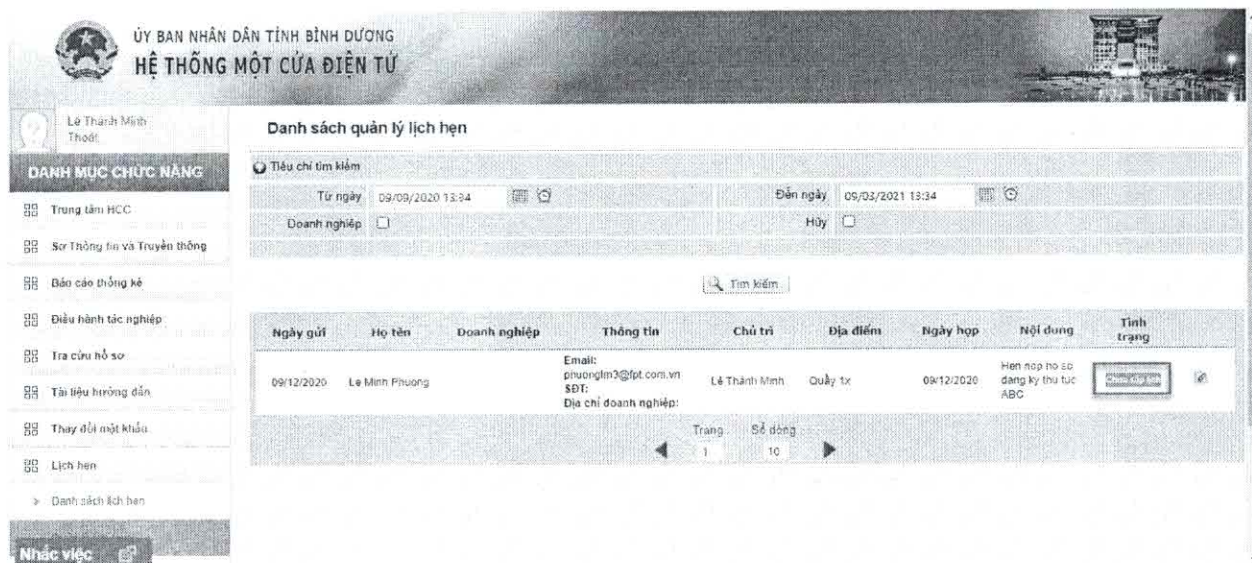 ỦY BAN NHÂN DÂN TỈNH BÌNH DƯƠNG
HỆ THỐNG MỘT CỬA ĐIỆN TỬ
Lê Thành Minh
Thoát
DANH MỤC CHỨC NĂNG
Trung tâm HCC
Sở Thông tin và Truyền thông
Báo cáo thống kê
Điều hành tác nghiệp
Tra cứu hồ sơ
Tài liệu hướng dẫn
Thay đổi mật khẩu
Lịch hẹn
Danh sách lịch hẹn
Nhắc việc
Danh sách quản lý lịch hẹn
Tiêu chí tìm kiếm
Từ ngày 09/09/2020 13:34 Đến ngày 09/03/2021 13:34
Doanh nghiệp Hủy
Tìm kiếm
Ngày gửi Họ tên Doanh nghiệp Thông tin Chủ trì Địa điểm Ngày họp Nội dung Tình trạng
09/12/2020 Le Minh Phuong Email: phuonglm3@fpt.com.vn SĐT: Địa chỉ doanh nghiệp: Lê Thành Minh Quầy 1x 09/12/2020 Hen nop ho so dang ky thu tuc ABC
Trang Số dòng
1 10